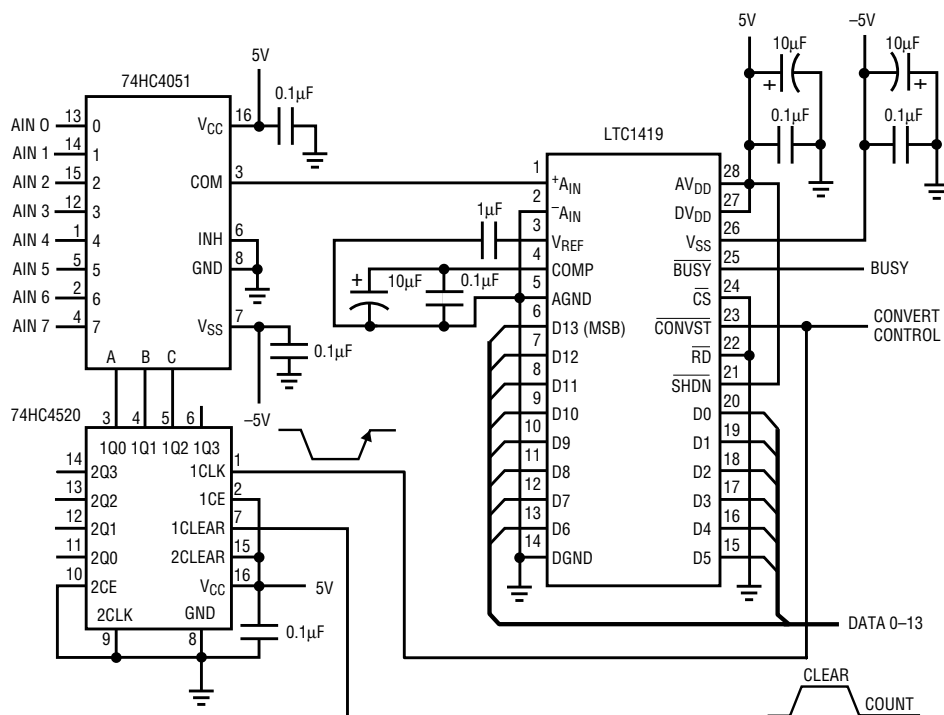 5V
–5V
10µF
10µF
+
+
0.1µF
0.1µF
5V
74HC4051
0.1µF
AIN 0 13 0
AIN 1 14 1
AIN 2 15 2
AIN 3 12 3
AIN 4 1 4
AIN 5 5 5
AIN 6 2 6
AIN 7 4 7
VCC 16
COM 3
INH 6
GND 8
VSS 7
A B C
0.1µF
–5V
1µF
+
10µF
0.1µF
LTC1419
1 +AIN
2 –AIN
3 VREF
4 COMP
5 AGND
6 D13 (MSB)
7 D12
8 D11
9 D10
10 D9
11 D8
12 D7
13 D6
14 DGND
AVDD 28
DVDD 27
VSS 26
BUSY 25
CS 24
CONVST 23
RD 22
SHDN 21
D0 20
D1 19
D2 18
D3 17
D4 16
D5 15
BUSY
CONVERT
CONTROL
DATA 0–13
74HC4520
3 4 5 6
1Q0 1Q1 1Q2 1Q3
14 2Q3
13 2Q2
12 2Q1
11 2Q0
10 2CE
1CLK 1
1CE 2
1CLEAR 7
2CLEAR 15
VCC 16
5V
2CLK GND
9 8
0.1µF
CLEAR
COUNT